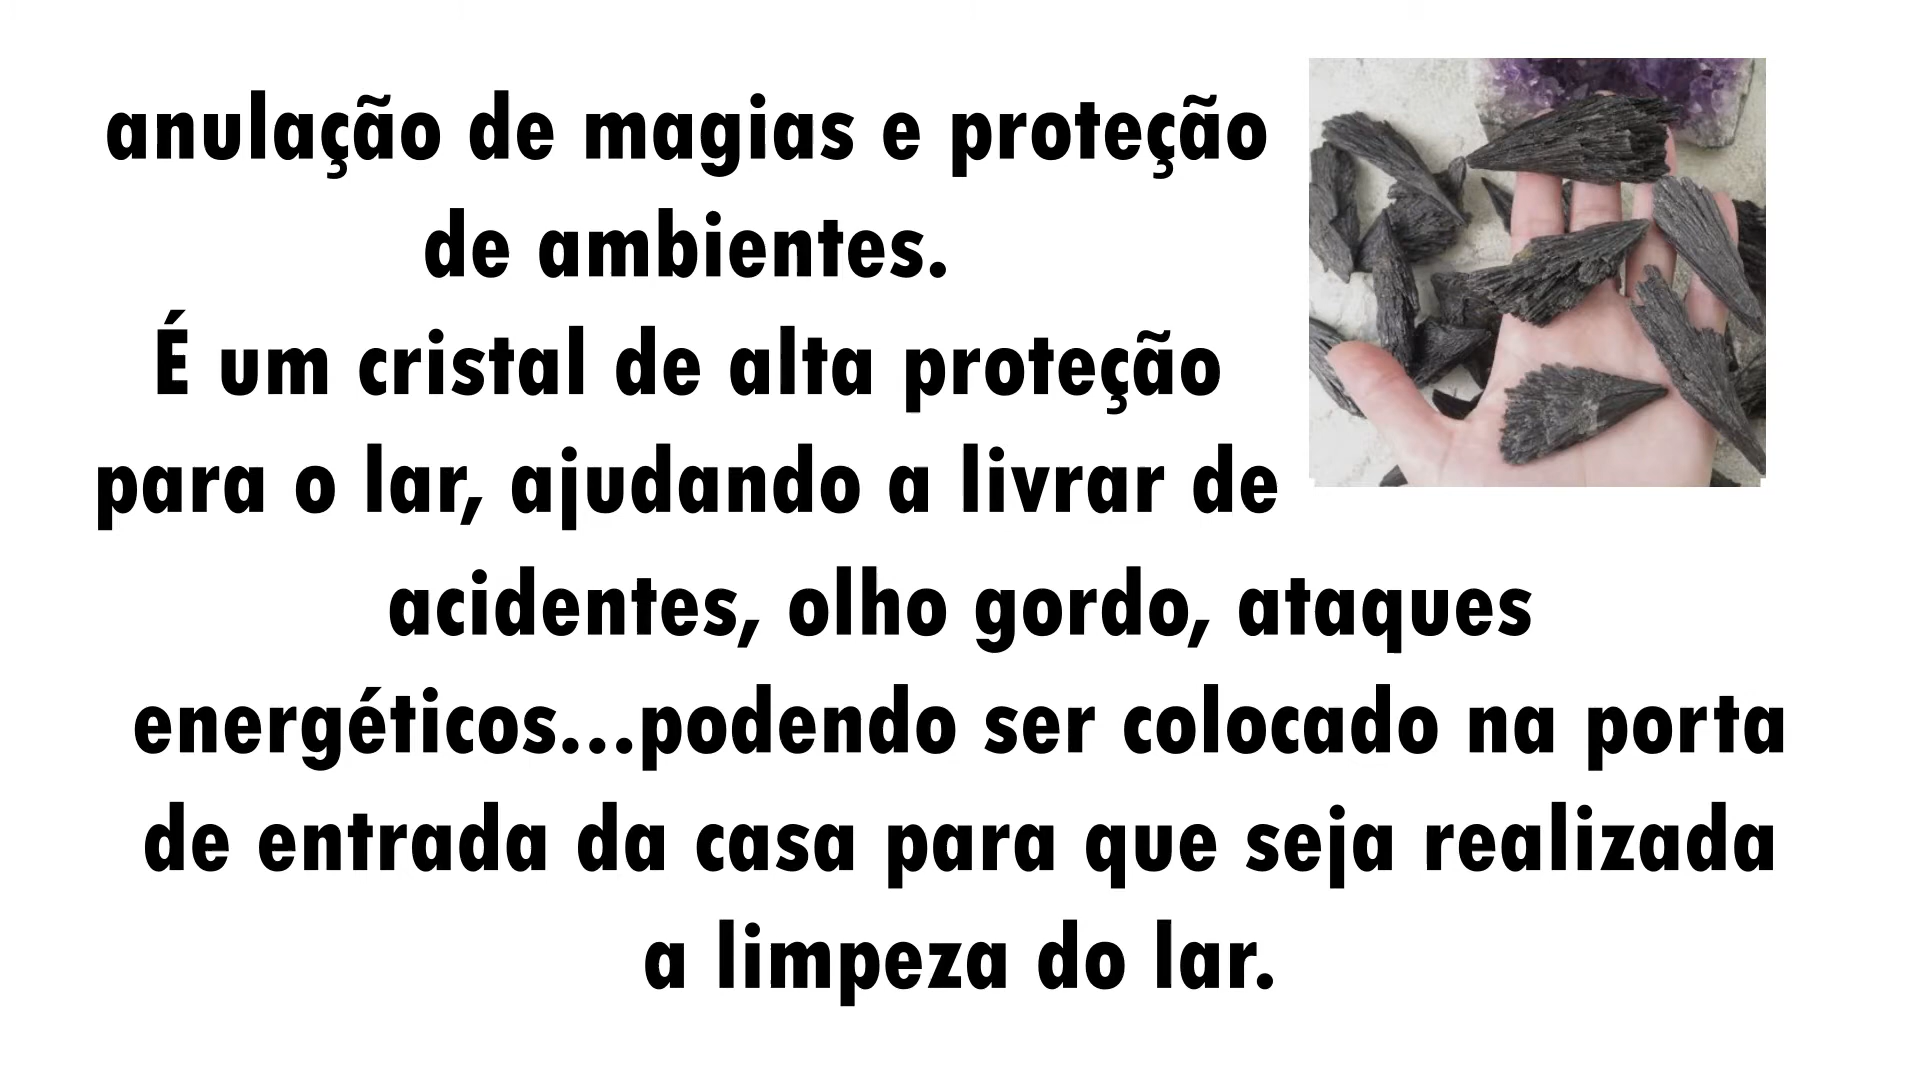 anulação de magias e proteção
de ambientes.
É um cristal de alta proteção
para o lar, ajudando a livrar de
acidentes, olho gordo, ataques
energéticos...podendo ser colocado na porta
de entrada da casa para que seja realizada
a limpeza do lar.